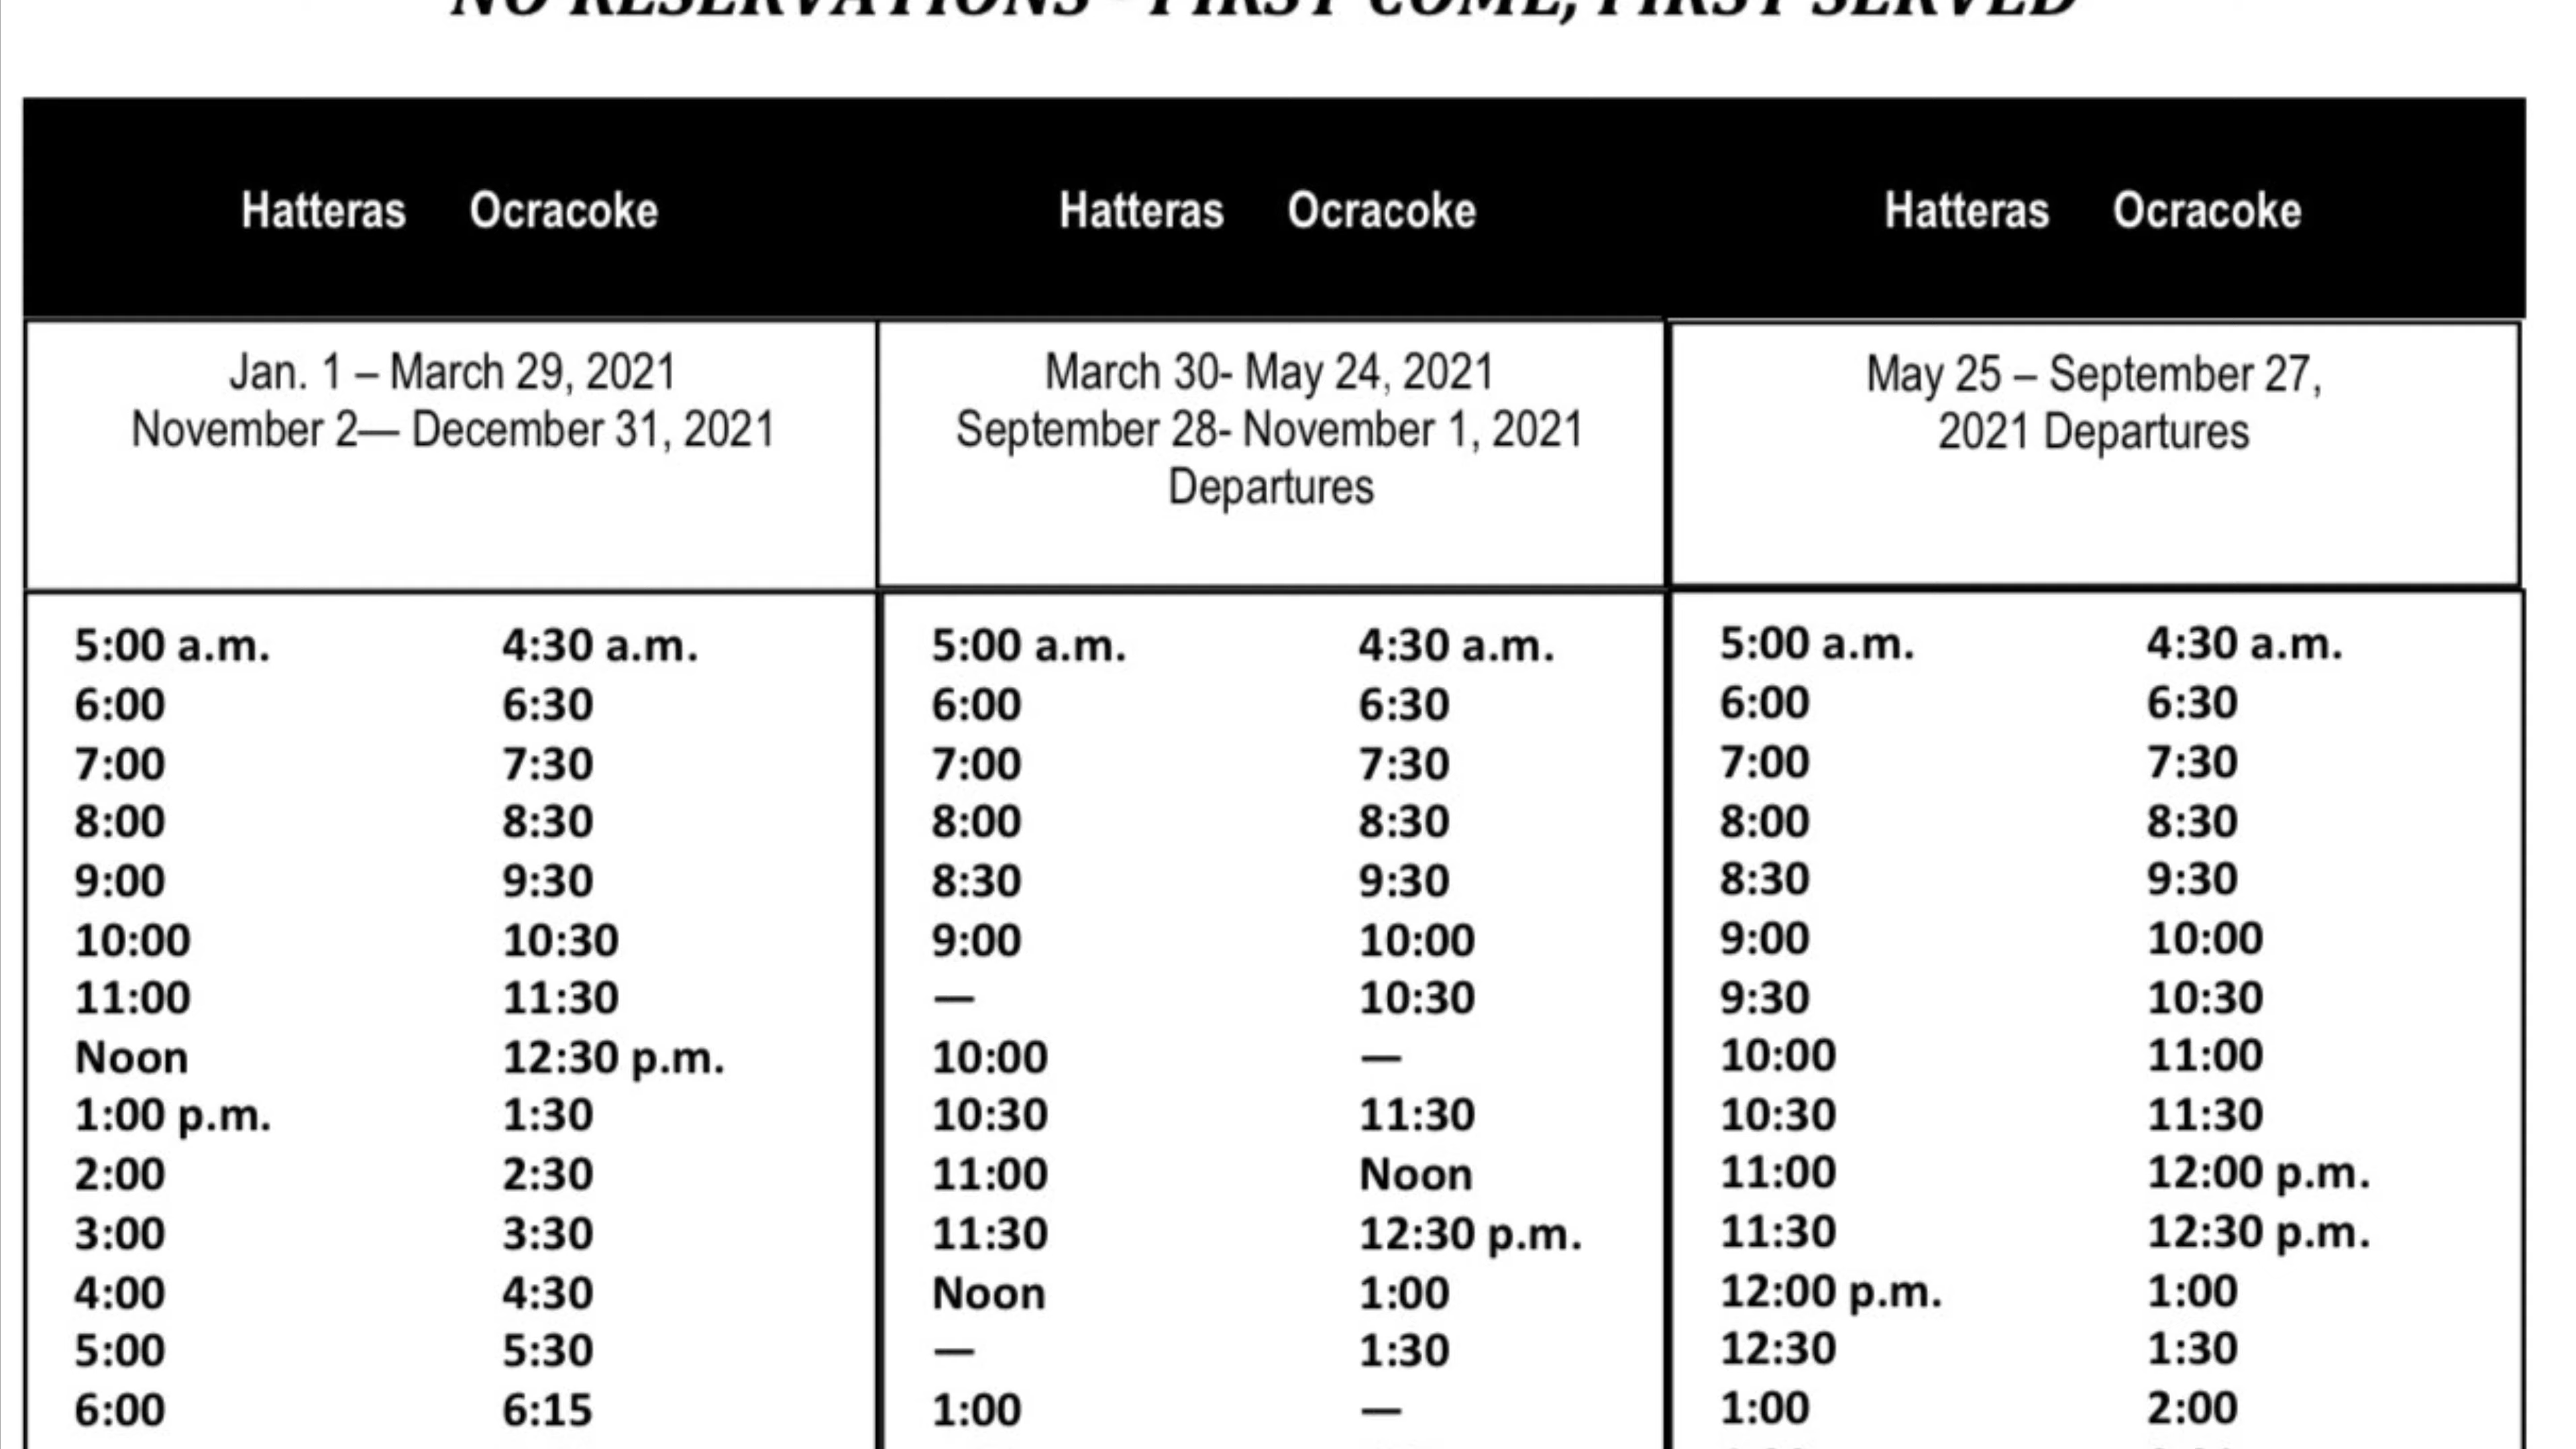 NO RESERVATIONS - FIRST COME, FIRST SERVED
Hatteras Ocracoke Hatteras Ocracoke Hatteras Ocracoke
Jan. 1 – March 29, 2021
November 2— December 31, 2021
March 30- May 24, 2021
September 28- November 1, 2021
Departures
May 25 – September 27,
2021 Departures
5:00 a.m. 4:30 a.m. 5:00 a.m. 4:30 a.m. 5:00 a.m. 4:30 a.m.
6:00 6:30 6:00 6:30 6:00 6:30
7:00 7:30 7:00 7:30 7:00 7:30
8:00 8:30 8:00 8:30 8:00 8:30
9:00 9:30 8:30 9:30 8:30 9:30
10:00 10:30 9:00 10:00 9:00 10:00
11:00 11:30 — 10:30 9:30 10:30
Noon 12:30 p.m. 10:00 — 10:00 11:00
1:00 p.m. 1:30 10:30 11:30 10:30 11:30
2:00 2:30 11:00 Noon 11:00 12:00 p.m.
3:00 3:30 11:30 12:30 p.m. 11:30 12:30 p.m.
4:00 4:30 Noon 1:00 12:00 p.m. 1:00
5:00 5:30 — 1:30 12:30 1:30
6:00 6:15 1:00 — 1:00 2:00